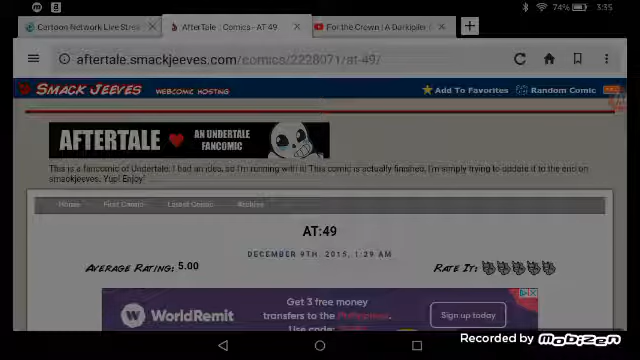 74% 3:35
Cartoon Network Live Strea AfterTale : Comics - AT:49 For the Crown | A Darkiplier
aftertale.smackjeeves.com/comics/2228071/at-49/
SMACK JEEVES WEBCOMIC HOSTING Add To Favorites Random Comic
AFTERTALE AN UNDERTALE FANCOMIC
This is a fancomic of Undertale. I had an idea, so I'm running with it! This comic is actually finished, I'm simply trying to update it to the end on
smackjeeves. Yup! Enjoy!
Home First Comic Latest Comic Archive
AT:49
DECEMBER 9TH, 2015, 1:29 AM
AVERAGE RATING: 5.00 RATE IT:
WorldRemit Get 3 free money transfers to the Philippines. Use code: Sign up today
Recorded by MOBIZEN